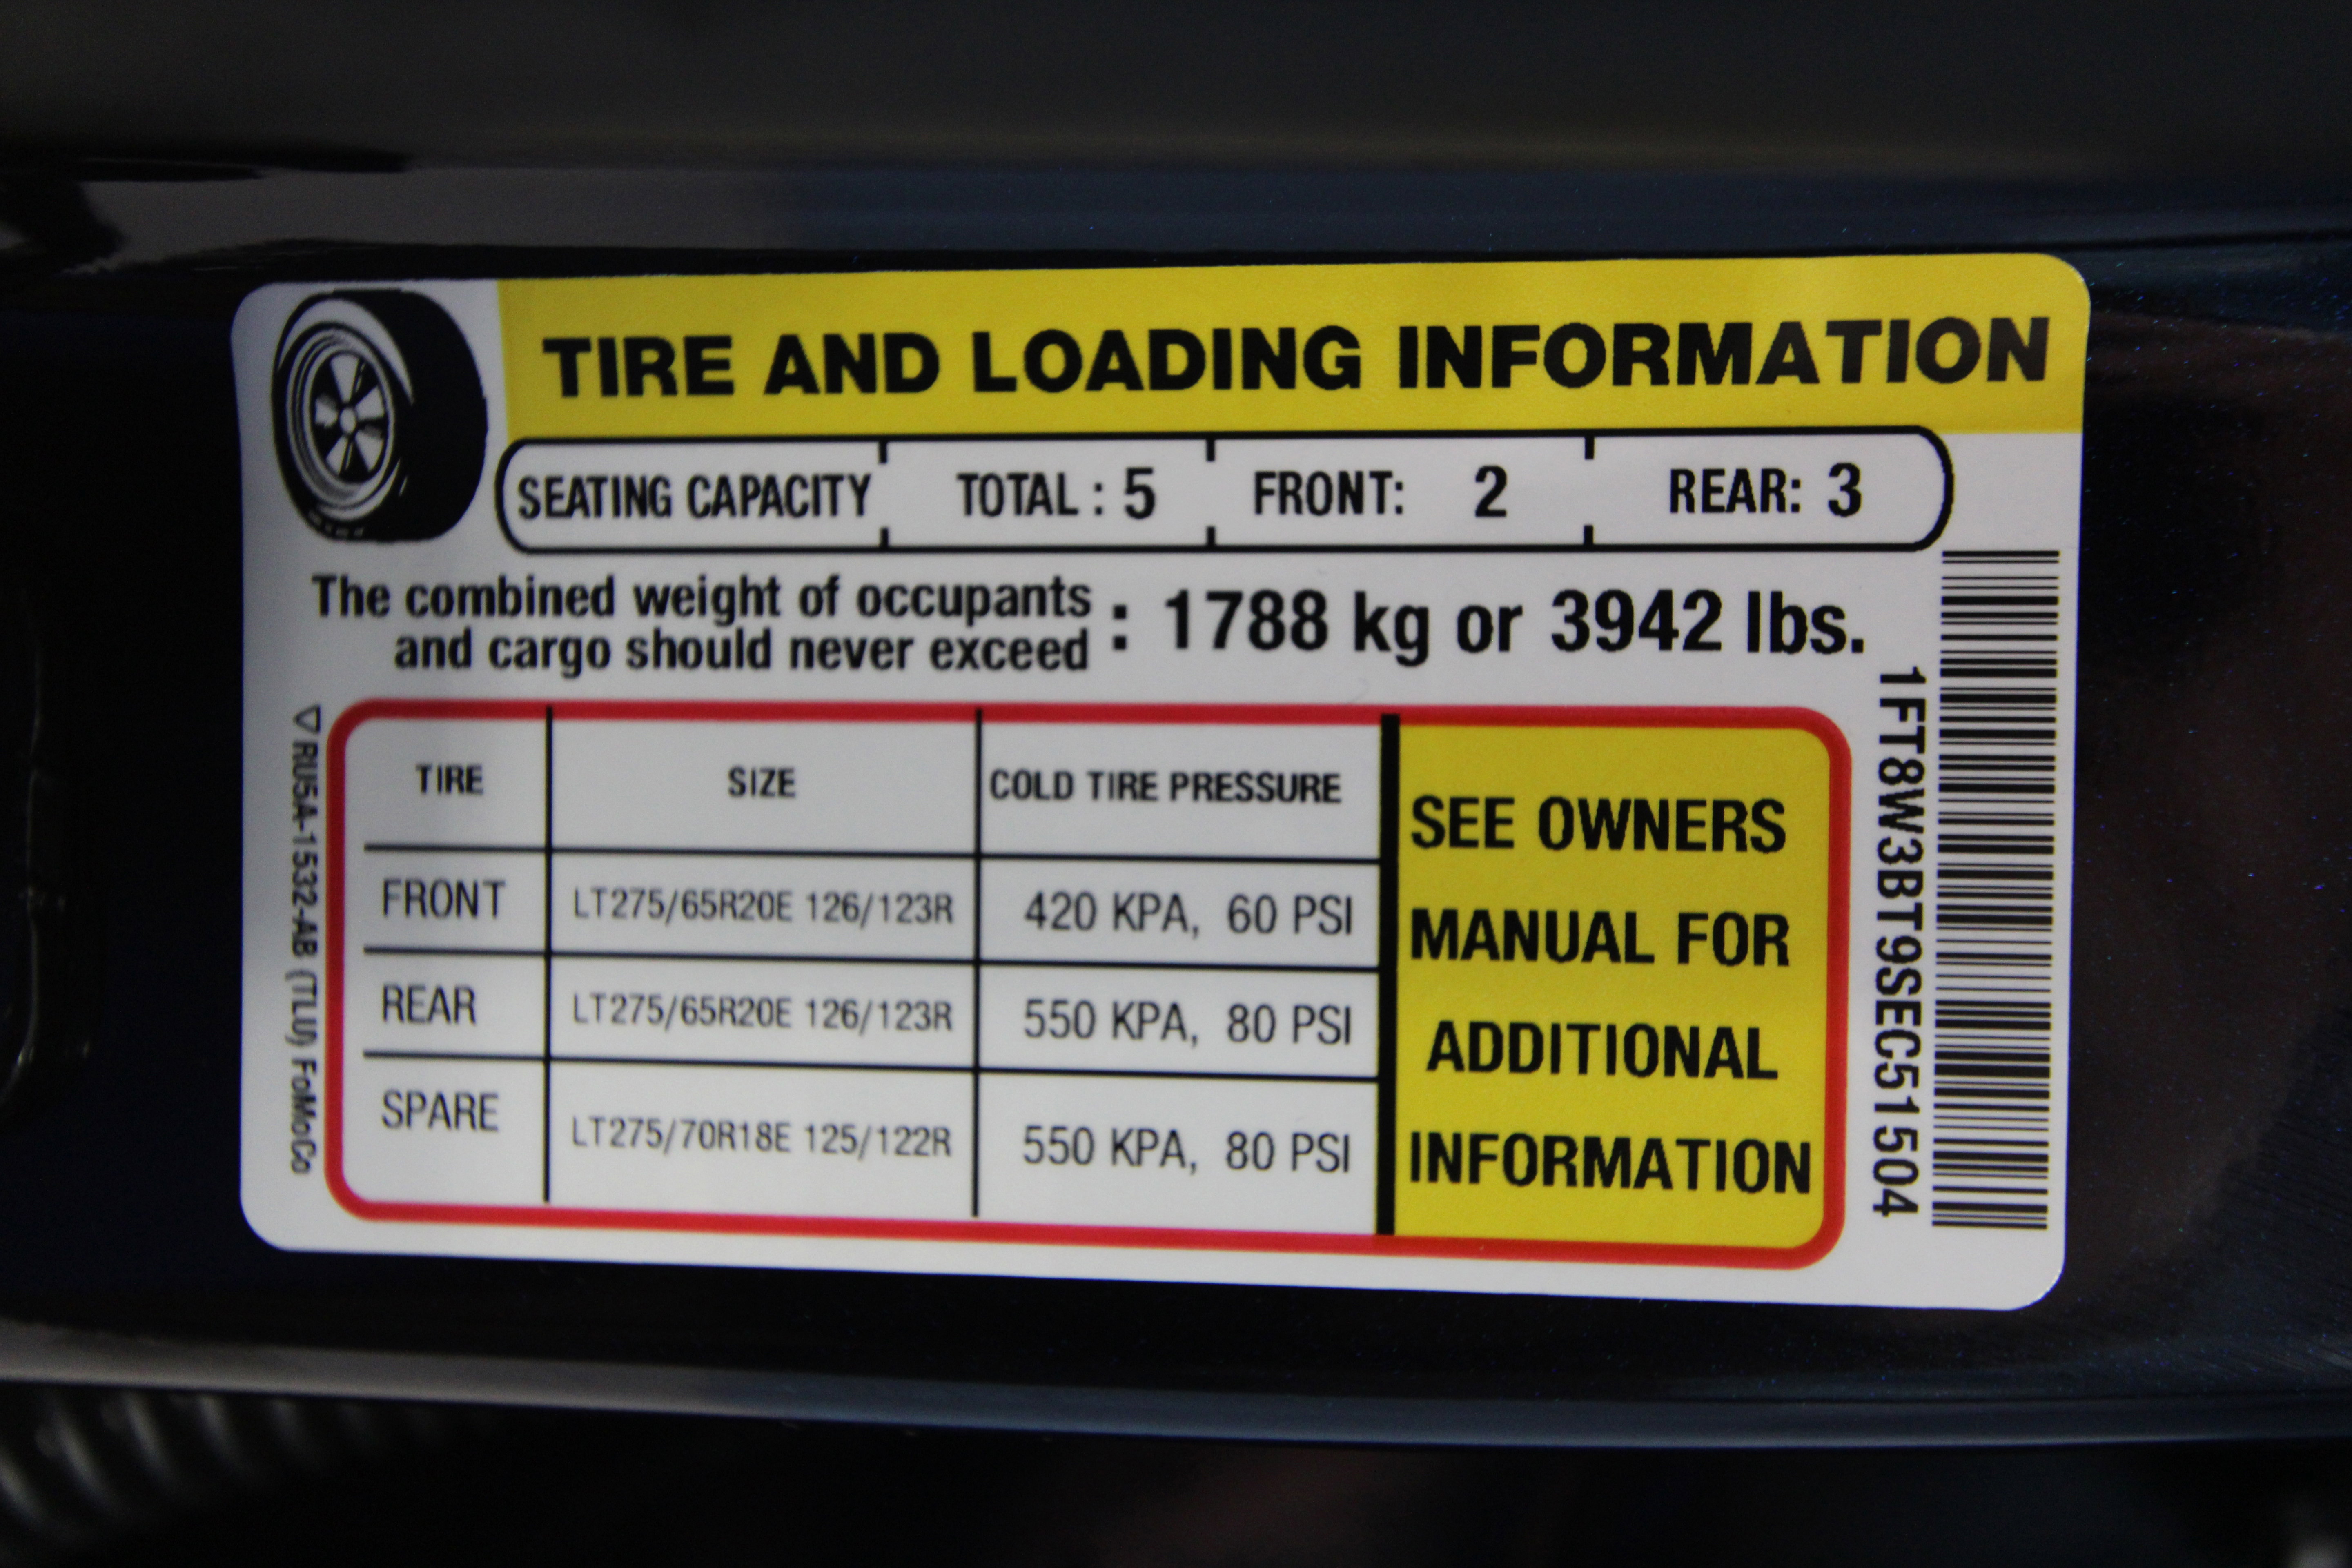 TIRE AND LOADING INFORMATION
SEATING CAPACITY TOTAL : 5 FRONT: 2 REAR: 3
The combined weight of occupants
and cargo should never exceed : 1788 kg or 3942 lbs.
TIRE SIZE COLD TIRE PRESSURE
FRONT LT275/65R20E 126/123R 420 KPA, 60 PSI
REAR LT275/65R20E 126/123R 550 KPA, 80 PSI
SPARE LT275/70R18E 125/122R 550 KPA, 80 PSI
SEE OWNERS
MANUAL FOR
ADDITIONAL
INFORMATION
1FT8W3BT9SEC51504
RU5A-1532-AB (TLU) FoMoCo